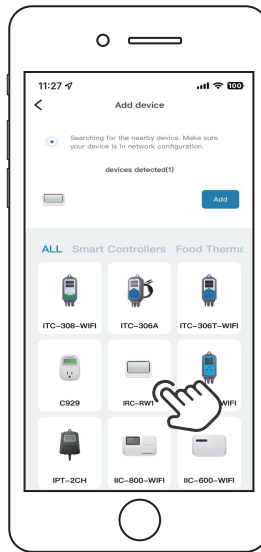 11:27 100
Add device
Searching for the nearby device. Make sure
your device is in network configuration.
devices detected(1)
Add
ALL Smart Controllers Food Thermo
ITC-308-WIFI ITC-306A ITC-306T-WIFI
C929 IRC-RW1 WIFI
IPT-2CH IIC-800-WIFI IIC-600-WIFI